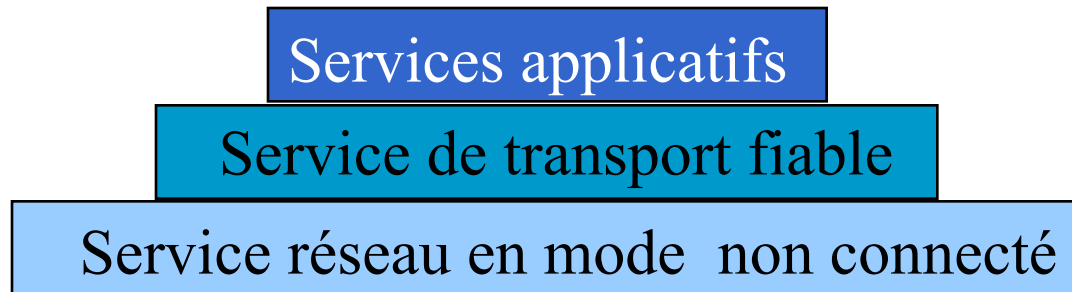 Services applicatifs
Service de transport fiable
Service réseau en mode non connecté